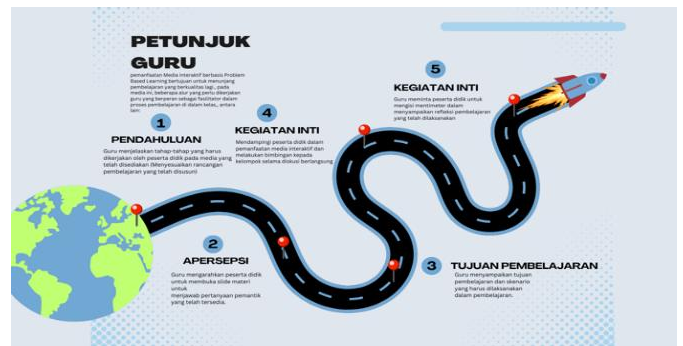 PETUNJUK
GURU
pemanfaatan Media interaktif berbasis Problem
Based Learning bertujuan untuk menunjang
pembelajaran yang berkualitas lagi, pada
media ini, beberapa alur yang perlu dikerjakan
guru yang berperan sebagai fasilitator dalam
proses pembelajaran di dalam kelas, antara
lain:
1
PENDAHULUAN
Guru menjelaskan tahap-tahap yang harus
dikerjakan oleh peserta didik pada media yang
telah disediakan (Menyesuaikan rancangan
pembelajaran yang telah disusun)
2
APERSEPSI
Guru mengarahkan peserta didik
untuk membuka slide materi
untuk
menjawab pertanyaan pemantik
yang telah tersedia.
3
TUJUAN PEMBELAJARAN
Guru menyampaikan tujuan
pembelajaran dan skenario
yang harus dilaksanakan
dalam pembelajaran.
4
KEGIATAN INTI
Mendampingi peserta didik dalam
pemanfaatan media interaktif dan
melakukan bimbingan kepada
kelompok selama diskusi berlangsung
5
KEGIATAN INTI
Guru meminta peserta didik untuk
mengisi mentimeter dalam
menyampaikan refleksi pembelajaran
yang telah dilaksanakan